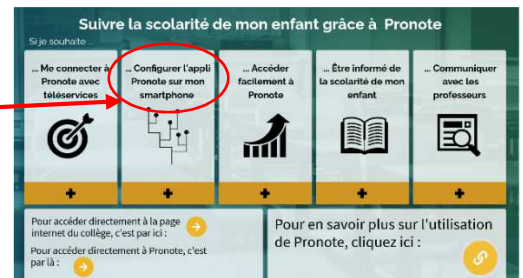 Suivre la scolarité de mon enfant grâce à Pronote
Si je souhaite ...
... Me connecter à
Pronote avec
téléservices
... Configurer l'appli
Pronote sur mon
smartphone
... Accéder
facilement à
Pronote
... Être informé de
la scolarité de mon
enfant
... Communiquer
avec les
professeurs
+
+
+
+
+
Pour accéder directement à la page
internet du collège, c'est par ici :
Pour accéder directement à Pronote, c'est
par là :
Pour en savoir plus sur l'utilisation
de Pronote, cliquez ici :